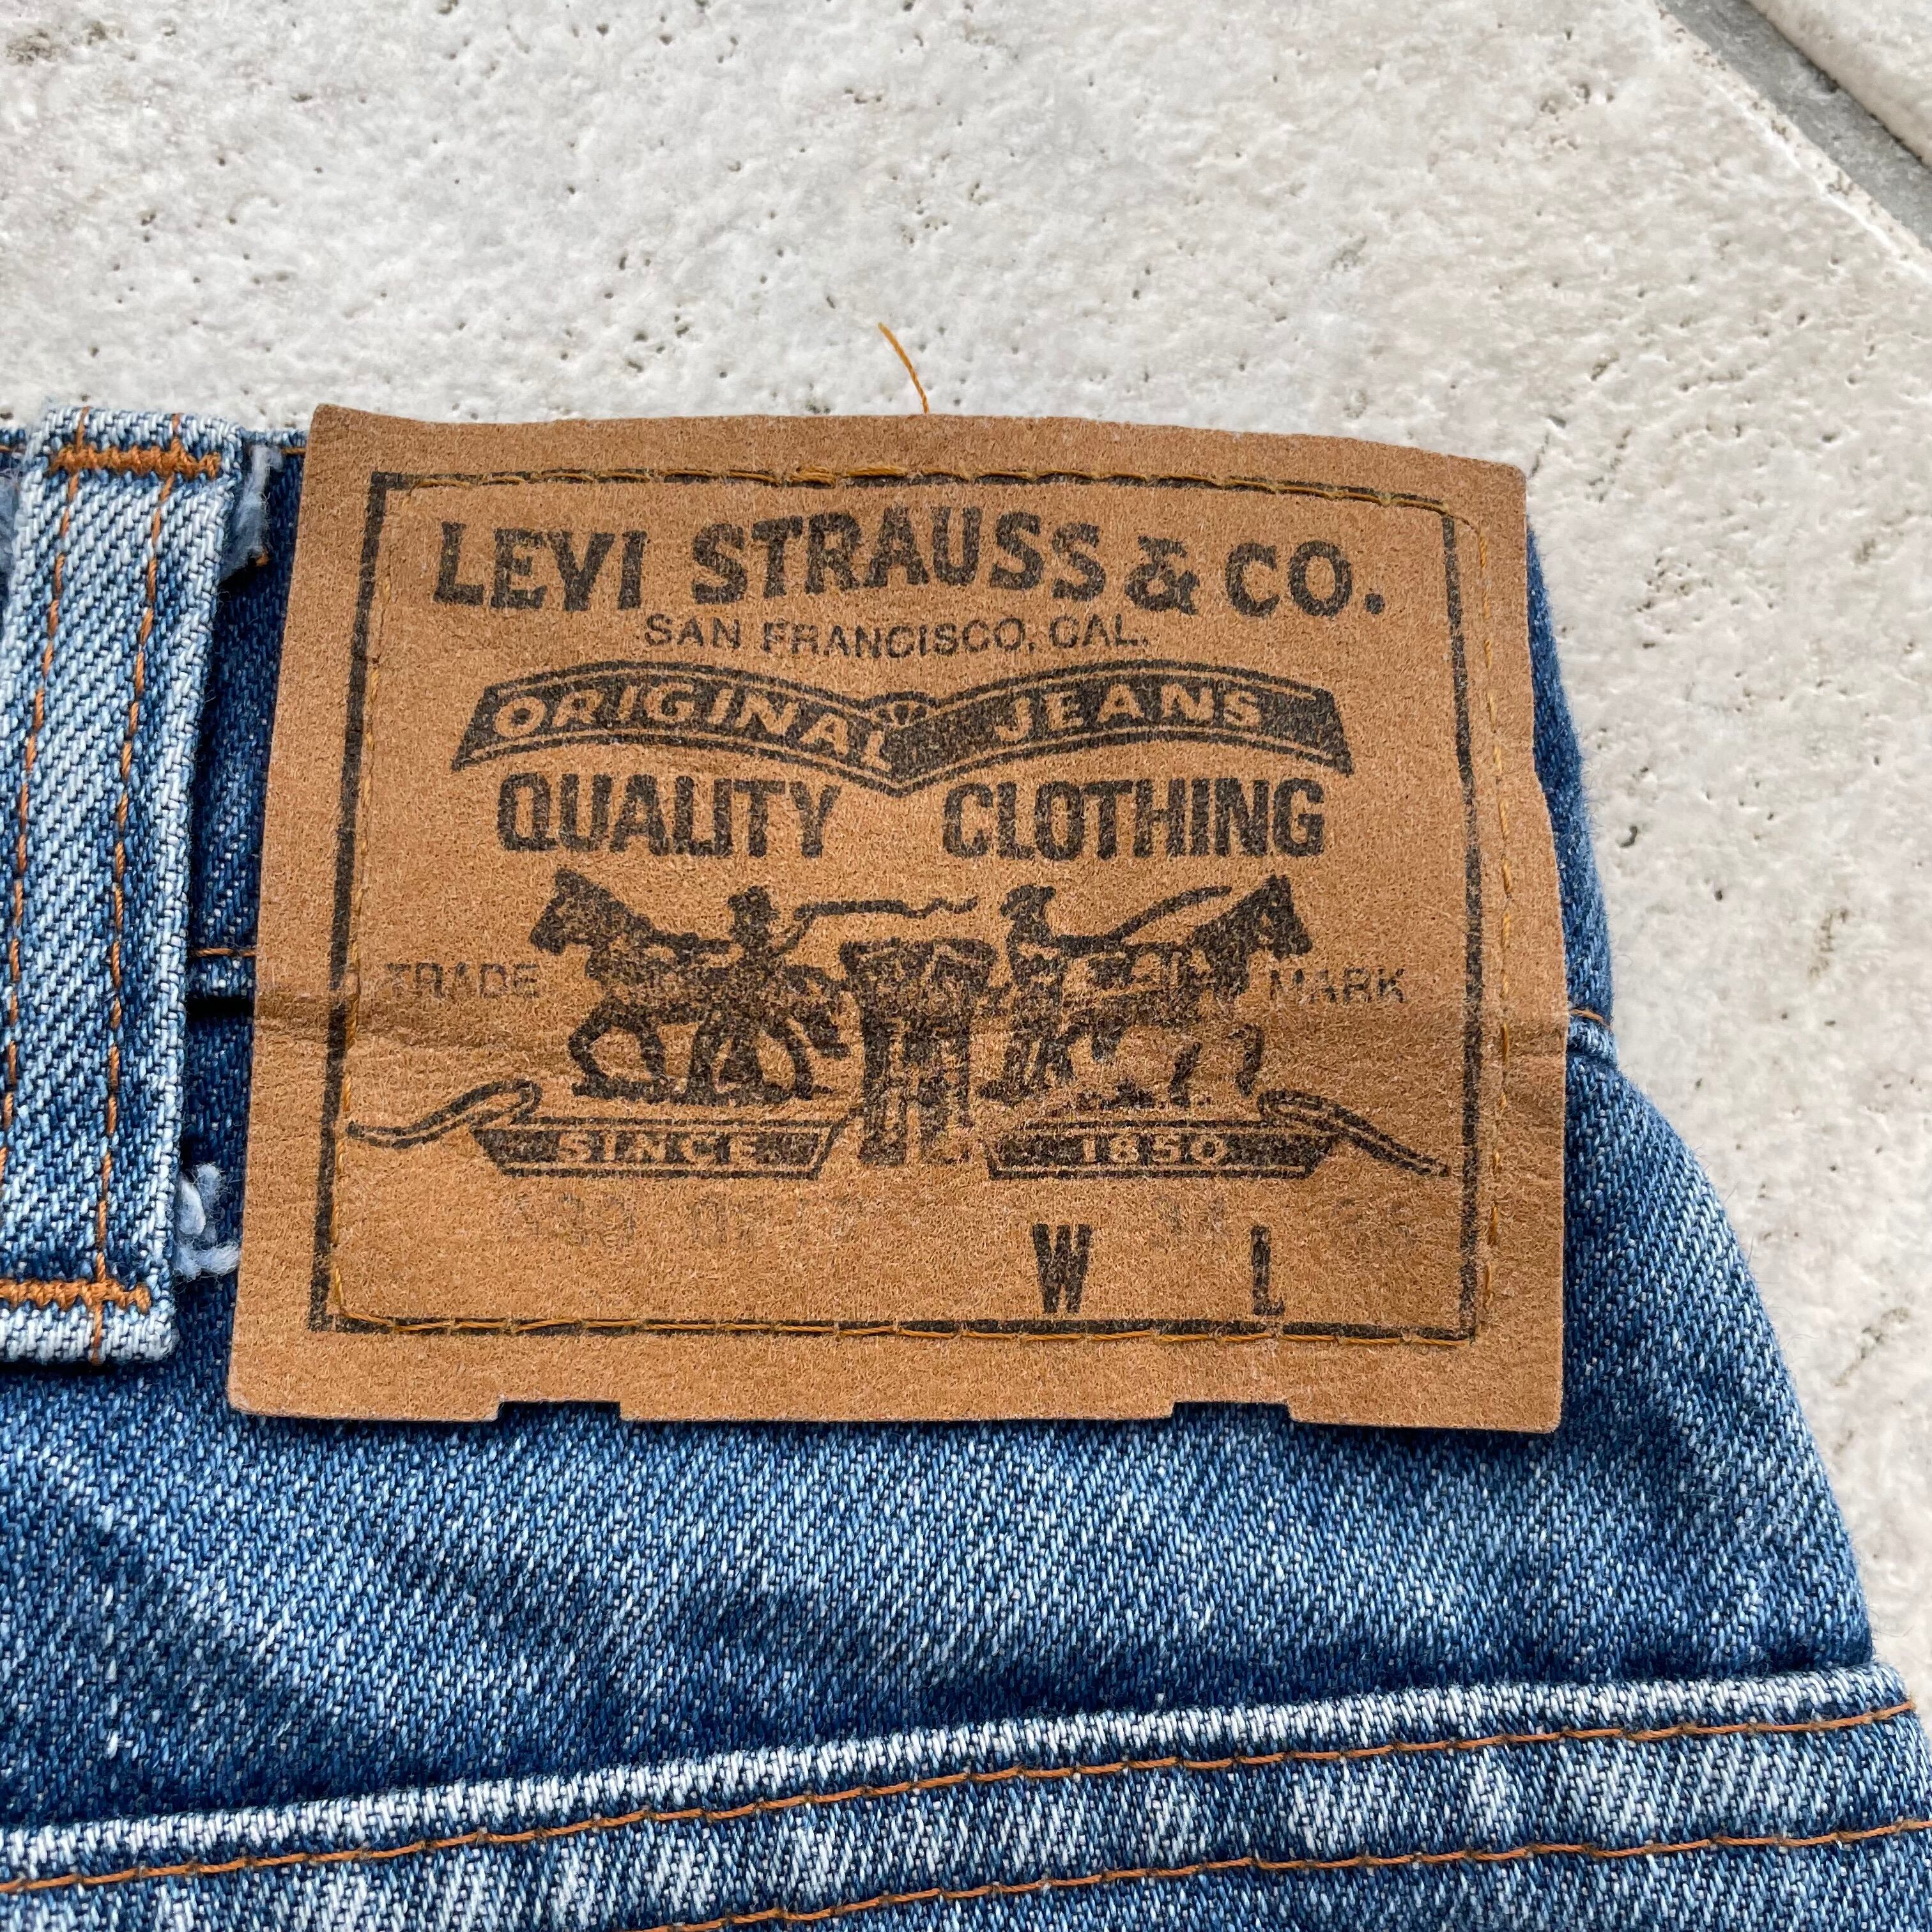 LEVI STRAUSS & CO.
SAN FRANCISCO, CAL.
ORIGINAL JEANS
QUALITY CLOTHING
TRADE MARK
SINCE 1850
W L